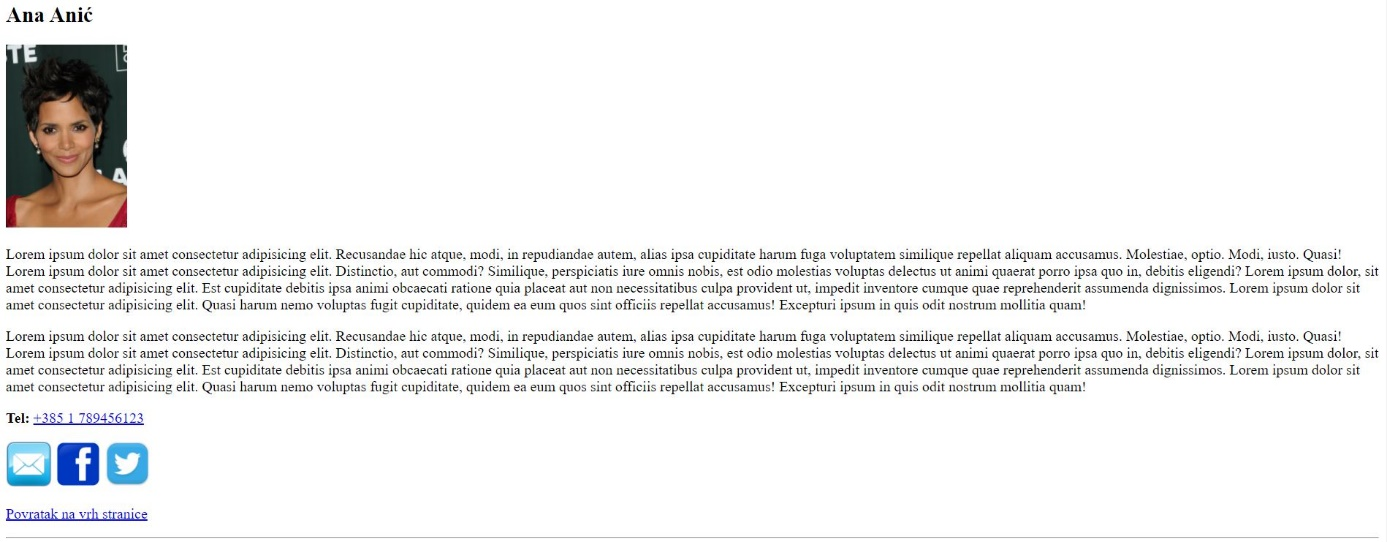 Ana Anić
TE
LA
Lorem ipsum dolor sit amet consectetur adipisicing elit. Recusandae hic atque, modi, in repudiandae autem, alias ipsa cupiditate harum fuga voluptatem similique repellat aliquam accusamus. Molestiae, optio. Modi, iusto. Quasi!
Lorem ipsum dolor sit amet consectetur adipisicing elit. Distinctio, aut commodi? Similique, perspiciatis iure omnis nobis, est odio molestias voluptas delectus ut animi quaerat porro ipsa quo in, debitis eligendi? Lorem ipsum dolor, sit
amet consectetur adipisicing elit. Est cupiditate debitis ipsa animi obcaecati ratione quia placeat aut non necessitatibus culpa provident ut, impedit inventore cumque quae reprehenderit assumenda dignissimos. Lorem ipsum dolor sit
amet consectetur adipisicing elit. Quasi harum nemo voluptas fugit cupiditate, quidem ea eum quos sint officiis repellat accusamus! Excepturi ipsum in quis odit nostrum mollitia quam!
Lorem ipsum dolor sit amet consectetur adipisicing elit. Recusandae hic atque, modi, in repudiandae autem, alias ipsa cupiditate harum fuga voluptatem similique repellat aliquam accusamus. Molestiae, optio. Modi, iusto. Quasi!
Lorem ipsum dolor sit amet consectetur adipisicing elit. Distinctio, aut commodi? Similique, perspiciatis iure omnis nobis, est odio molestias voluptas delectus ut animi quaerat porro ipsa quo in, debitis eligendi? Lorem ipsum dolor, sit
amet consectetur adipisicing elit. Est cupiditate debitis ipsa animi obcaecati ratione quia placeat aut non necessitatibus culpa provident ut, impedit inventore cumque quae reprehenderit assumenda dignissimos. Lorem ipsum dolor sit
amet consectetur adipisicing elit. Quasi harum nemo voluptas fugit cupiditate, quidem ea eum quos sint officiis repellat accusamus! Excepturi ipsum in quis odit nostrum mollitia quam!
Tel: +385 1 789456123
f
Povratak na vrh stranice